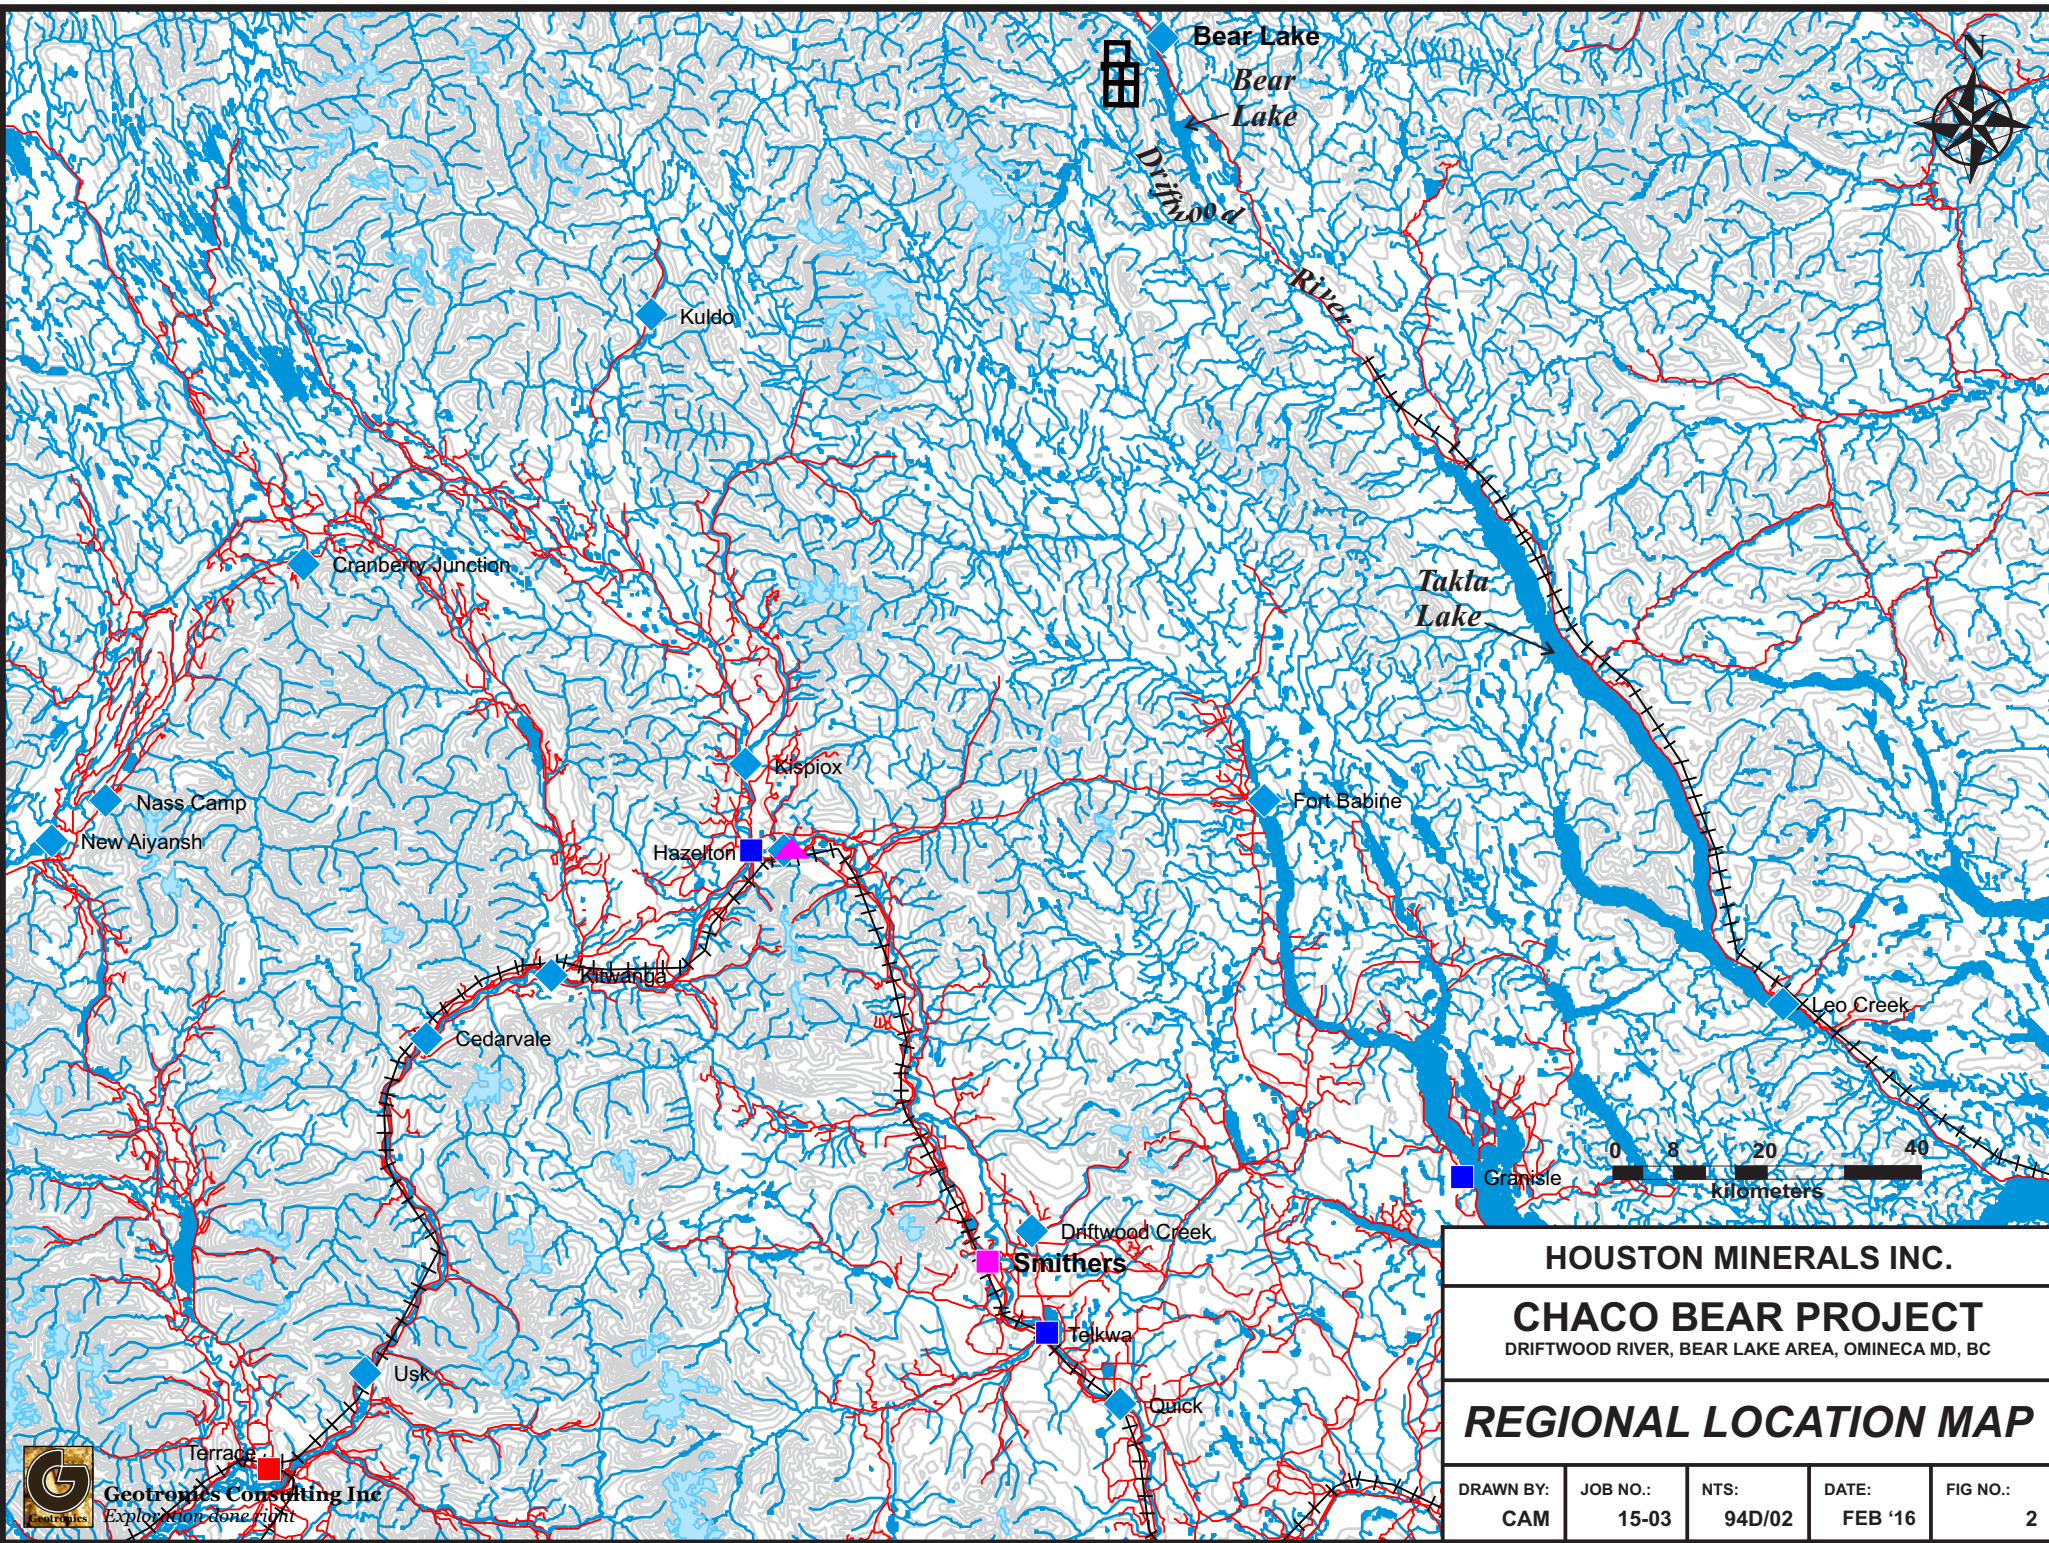 Bear Lake
Bear
Lake
N
Driftwood
River
Kuldo
Cranberry Junction
Takla
Lake
Kispiox
Nass Camp
Fort Babine
New Aiyansh
Hazelton
Kitwanga
Leo Creek
Cedarvale
0 8 20 40
kilometers
Granisle
Driftwood Creek
Smithers
Telkwa
Usk
Quick
Terrace
HOUSTON MINERALS INC.
CHACO BEAR PROJECT
DRIFTWOOD RIVER, BEAR LAKE AREA, OMINECA MD, BC
REGIONAL LOCATION MAP
DRAWN BY: JOB NO.: NTS: DATE: FIG NO.:
CAM 15-03 94D/02 FEB ‘16 2
G
Geotronics
Geotronics Consulting Inc
Exploration done right